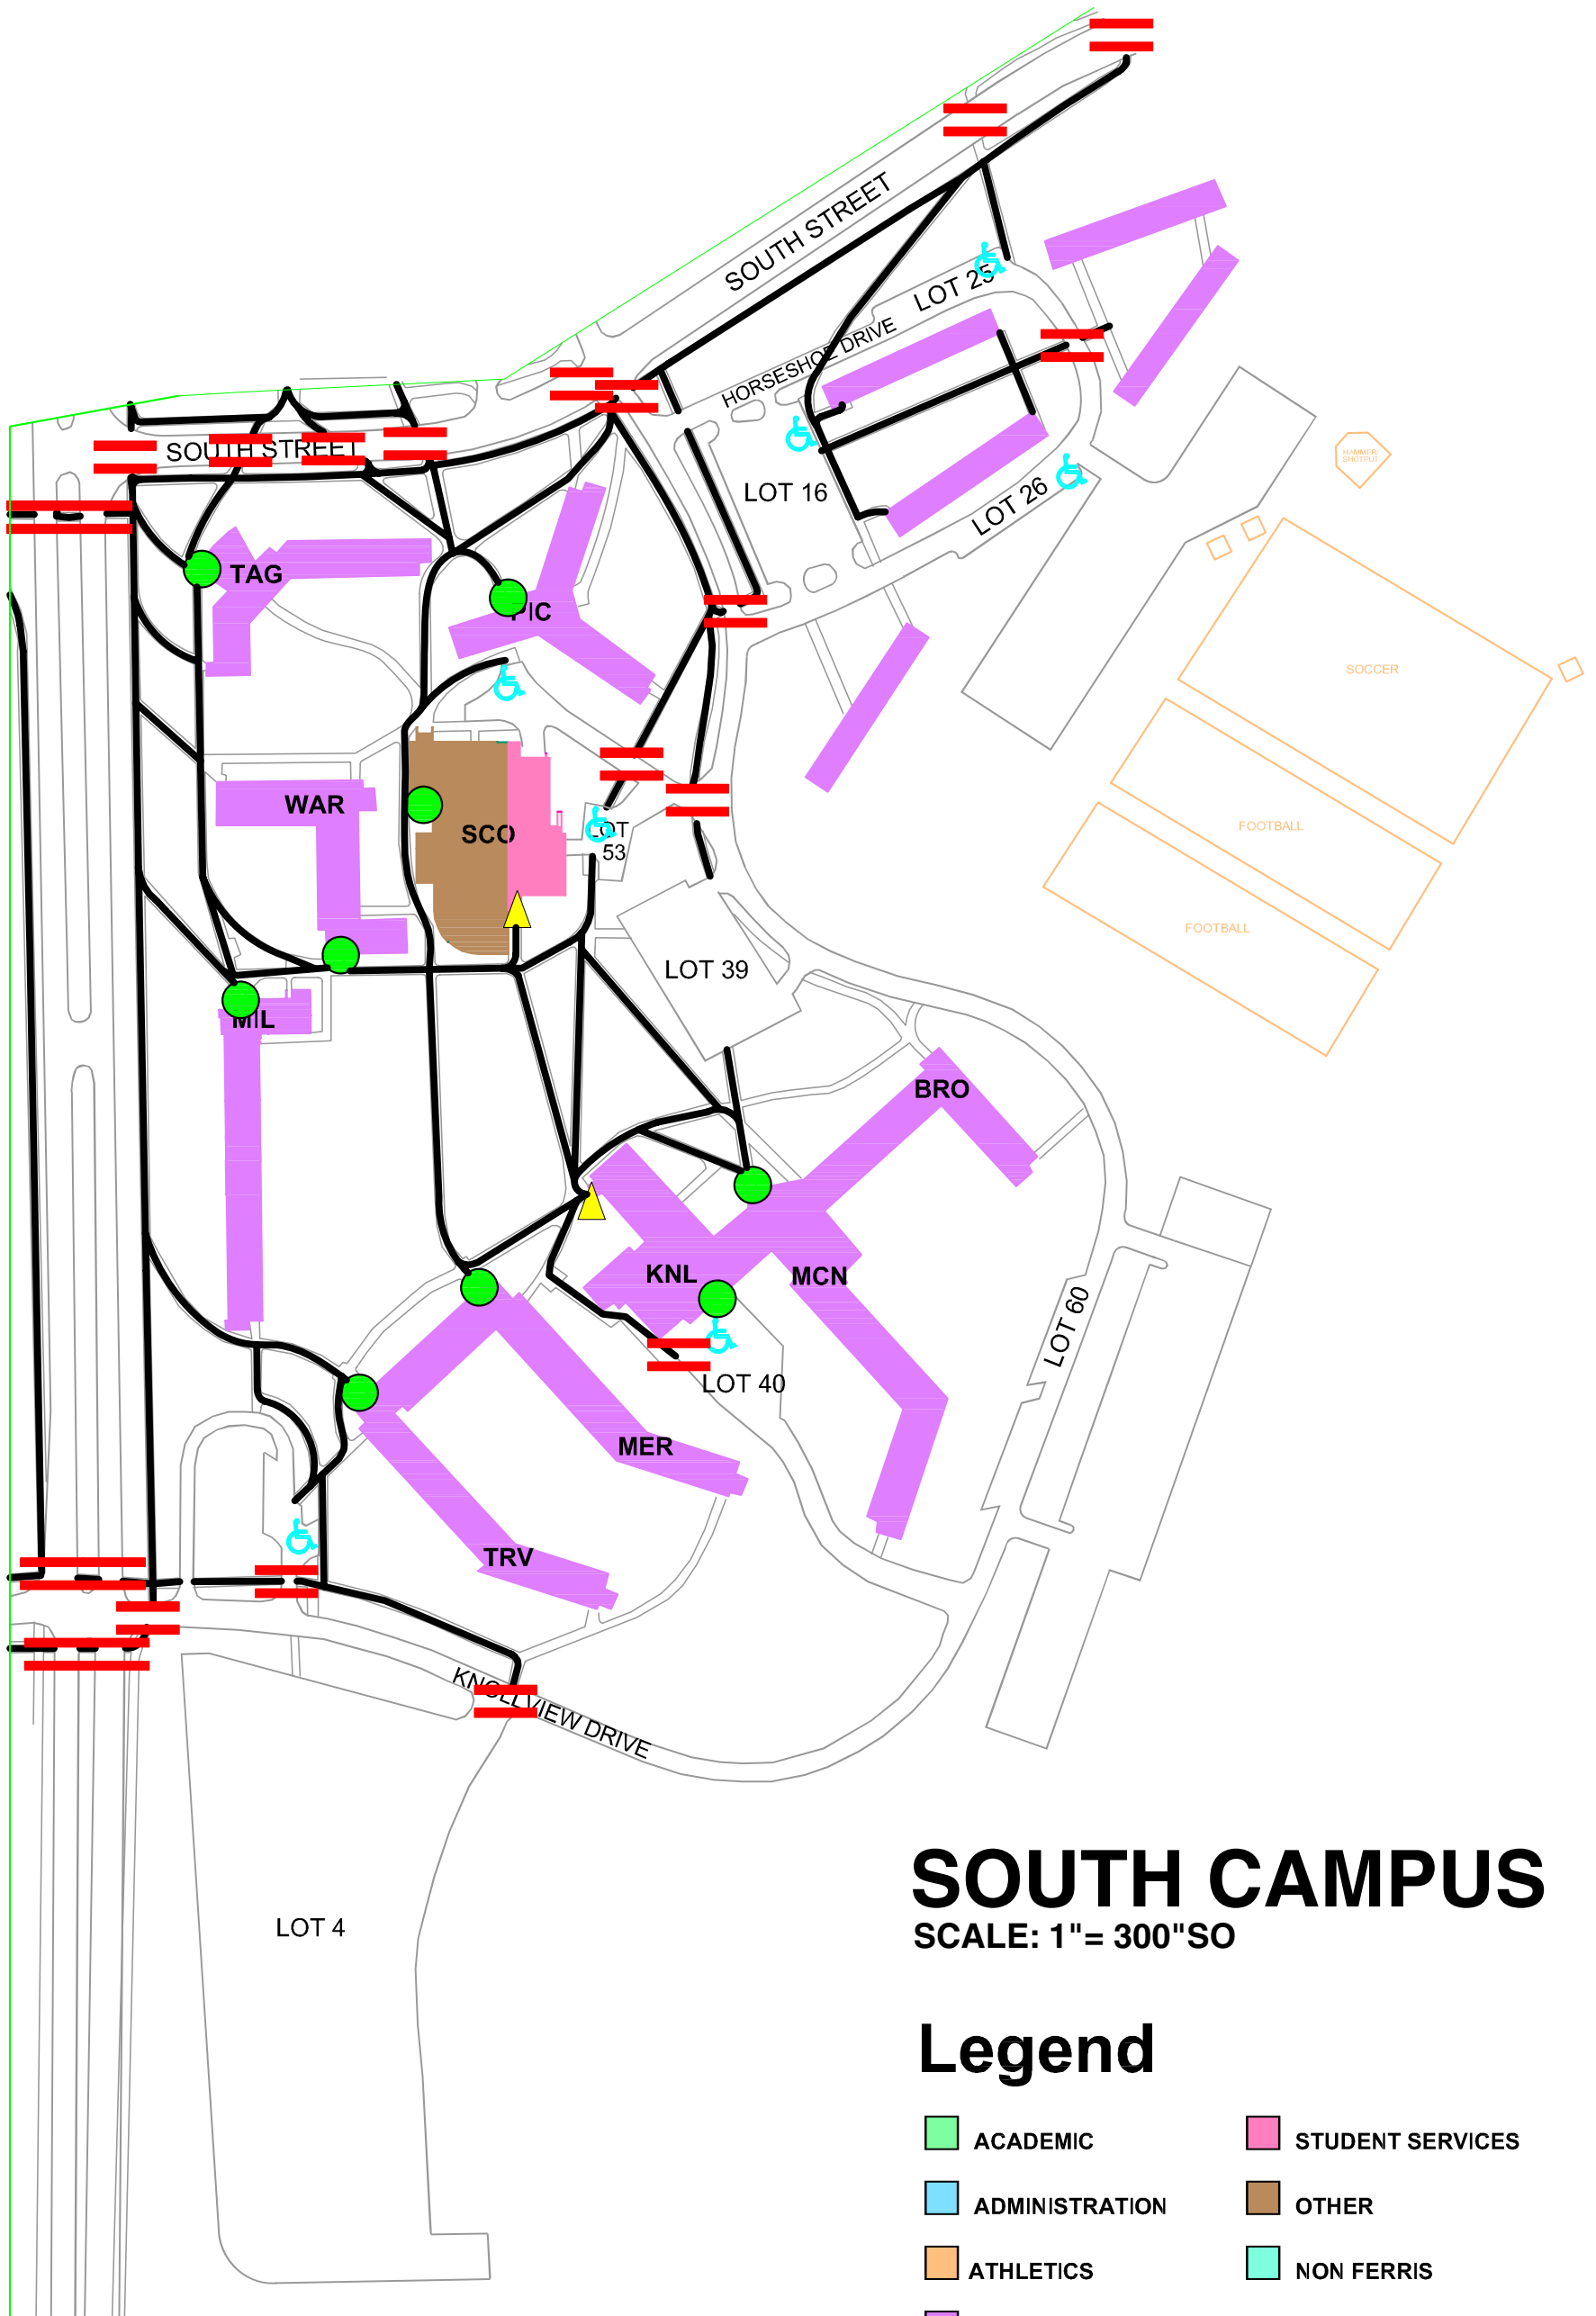 SOUTH STREET
LOT 25
HORSESHOE DRIVE
SOUTH STREET
HAMMER/
SHOTPUT
LOT 16
LOT 26
TAG
PIC
SOCCER
WAR
SCO
LOT
53
FOOTBALL
FOOTBALL
LOT 39
MIL
BRO
KNL
MCN
LOT 60
LOT 40
MER
TRV
KNOLLVIEW DRIVE
LOT 4
SOUTH CAMPUS
SCALE: 1"= 300"SO
Legend
ACADEMIC
STUDENT SERVICES
ADMINISTRATION
OTHER
ATHLETICS
NON FERRIS